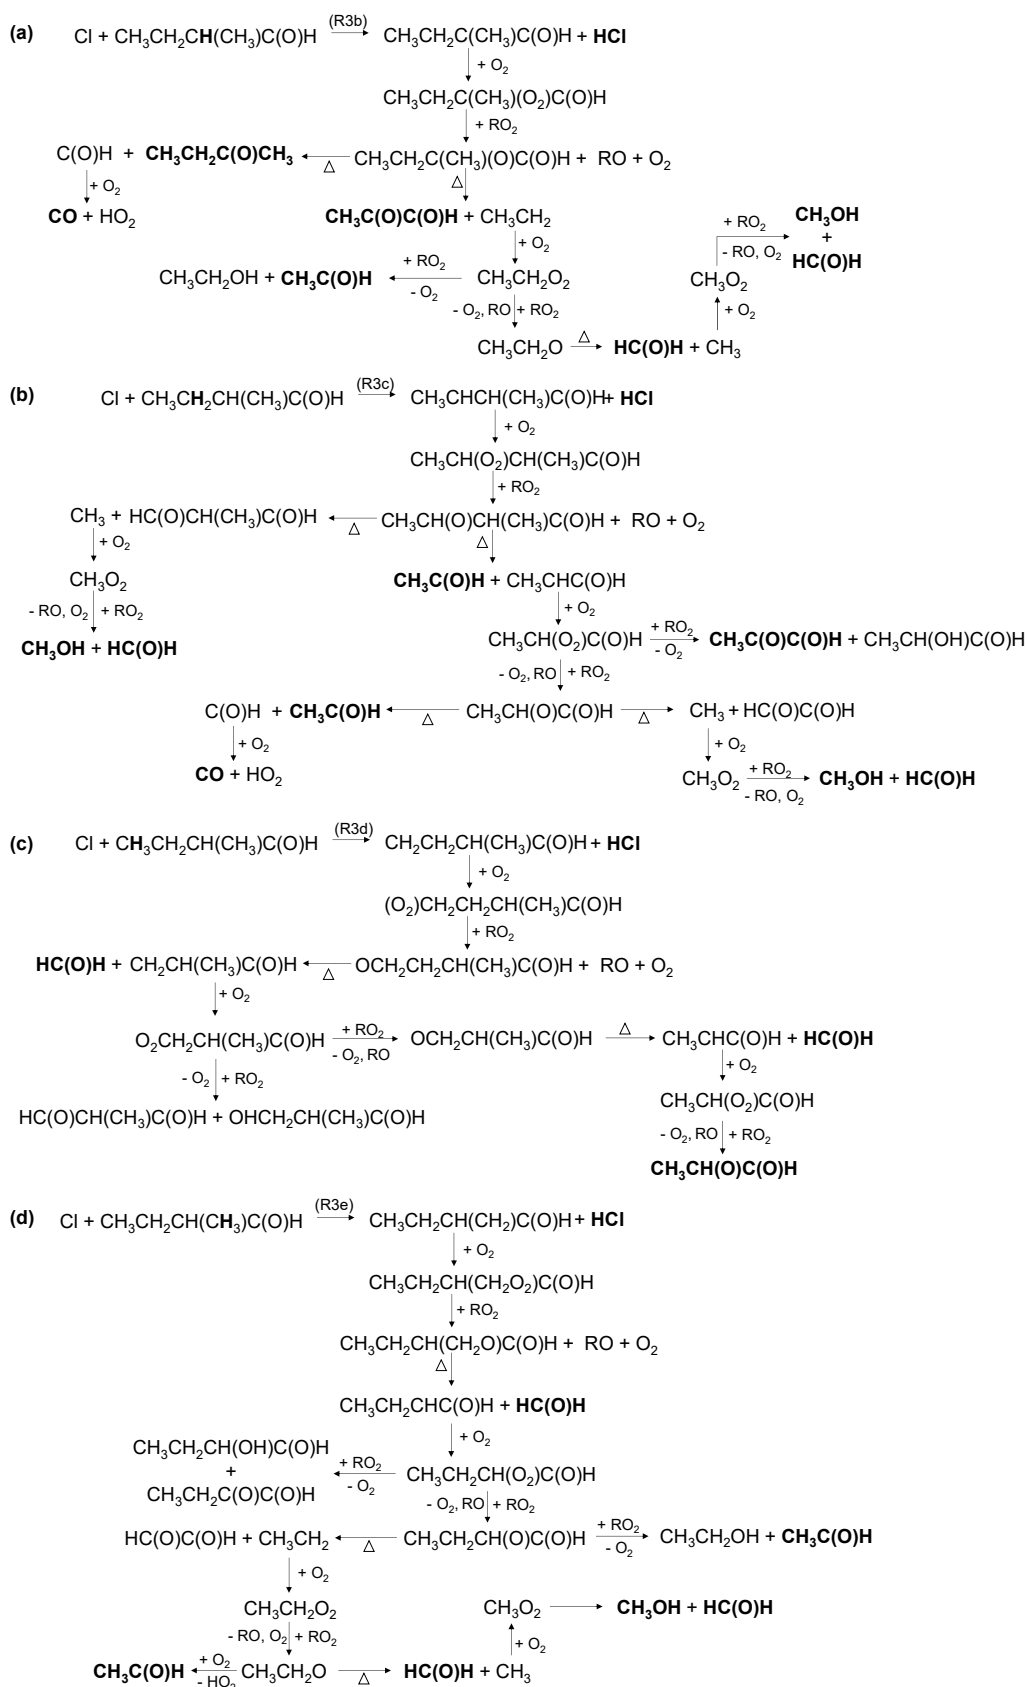 (a) Cl + CH₃CH₂CH(CH₃)C(O)H (R3b) CH₃CH₂C(CH₃)C(O)H + HCl
+ O₂
CH₃CH₂C(CH₃)(O₂)C(O)H
+ RO₂
C(O)H + CH₃CH₂C(O)CH₃ △ CH₃CH₂C(CH₃)(O)C(O)H + RO + O₂
+ O₂ △
CO + HO₂ CH₃C(O)C(O)H + CH₃CH₂
+ O₂
CH₃CH₂OH + CH₃C(O)H + RO₂ - O₂ CH₃CH₂O₂
- O₂, RO + RO₂
CH₃CH₂O △ HC(O)H + CH₃
+ O₂
CH₃O₂
+ RO₂
- RO, O₂
CH₃OH
+
HC(O)H
(b) Cl + CH₃CH₂CH(CH₃)C(O)H (R3c) CH₃CHCH(CH₃)C(O)H+ HCl
+ O₂
CH₃CH(O₂)CH(CH₃)C(O)H
+ RO₂
CH₃ + HC(O)CH(CH₃)C(O)H △ CH₃CH(O)CH(CH₃)C(O)H + RO + O₂
+ O₂ △
CH₃O₂ CH₃C(O)H + CH₃CHC(O)H
- RO, O₂ + RO₂ + O₂
CH₃OH + HC(O)H CH₃CH(O₂)C(O)H + RO₂ - O₂ CH₃C(O)C(O)H + CH₃CH(OH)C(O)H
- O₂, RO + RO₂
C(O)H + CH₃C(O)H △ CH₃CH(O)C(O)H △ CH₃ + HC(O)C(O)H
+ O₂ + O₂
CO + HO₂ CH₃O₂ + RO₂ - RO, O₂ CH₃OH + HC(O)H
(c) Cl + CH₃CH₂CH(CH₃)C(O)H (R3d) CH₂CH₂CH(CH₃)C(O)H + HCl
+ O₂
(O₂)CH₂CH₂CH(CH₃)C(O)H
+ RO₂
HC(O)H + CH₂CH(CH₃)C(O)H △ OCH₂CH₂CH(CH₃)C(O)H + RO + O₂
+ O₂
O₂CH₂CH(CH₃)C(O)H + RO₂ - O₂, RO OCH₂CH(CH₃)C(O)H △ CH₃CHC(O)H + HC(O)H
- O₂ + RO₂ + O₂
HC(O)CH(CH₃)C(O)H + OHCH₂CH(CH₃)C(O)H CH₃CH(O₂)C(O)H
- O₂, RO + RO₂
CH₃CH(O)C(O)H
(d) Cl + CH₃CH₂CH(CH₃)C(O)H (R3e) CH₃CH₂CH(CH₂)C(O)H + HCl
+ O₂
CH₃CH₂CH(CH₂O₂)C(O)H
+ RO₂
CH₃CH₂CH(CH₂O)C(O)H + RO + O₂
△
CH₃CH₂CHC(O)H + HC(O)H
+ O₂
CH₃CH₂CH(OH)C(O)H
+
CH₃CH₂C(O)C(O)H
+ RO₂ - O₂ CH₃CH₂CH(O₂)C(O)H
- O₂, RO + RO₂
HC(O)C(O)H + CH₃CH₂ △ CH₃CH₂CH(O)C(O)H + RO₂ - O₂ CH₃CH₂OH + CH₃C(O)H
+ O₂
CH₃CH₂O₂ CH₃O₂ CH₃OH + HC(O)H
- RO, O₂ + RO₂ + O₂
CH₃C(O)H + O₂ - HO₂ CH₃CH₂O △ HC(O)H + CH₃